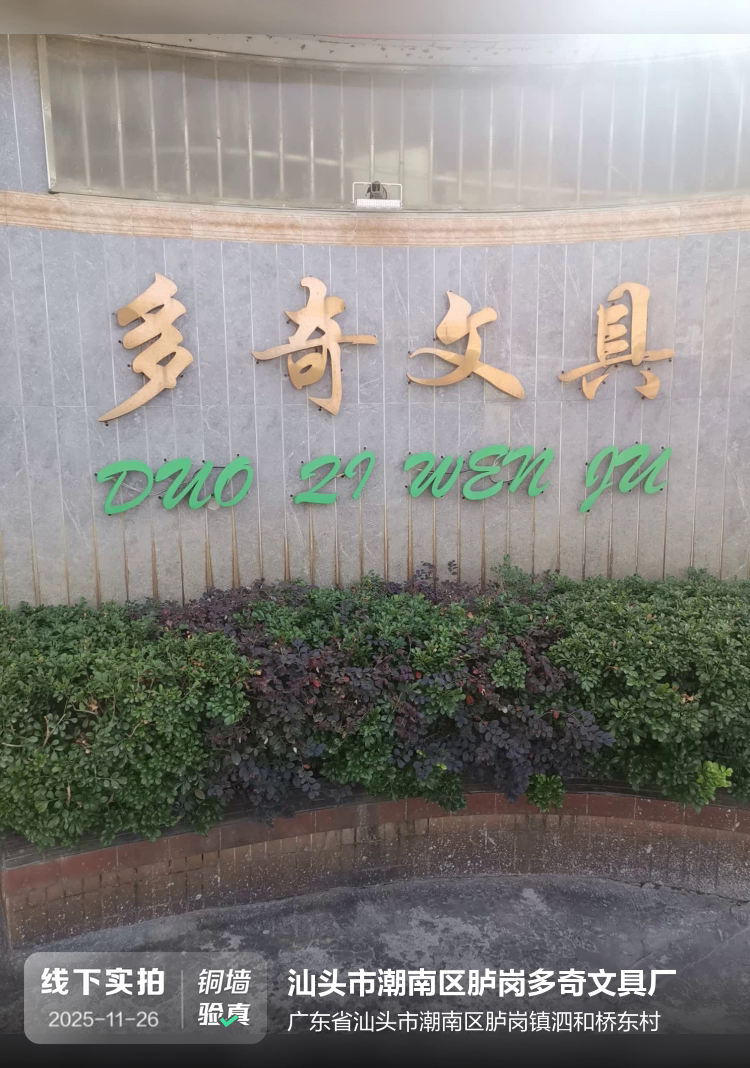 多奇文具
DUO QI WEN JU
线下实拍
2025-11-26
铜墙
验真
汕头市潮南区胪岗多奇文具厂
广东省汕头市潮南区胪岗镇泗和桥东村